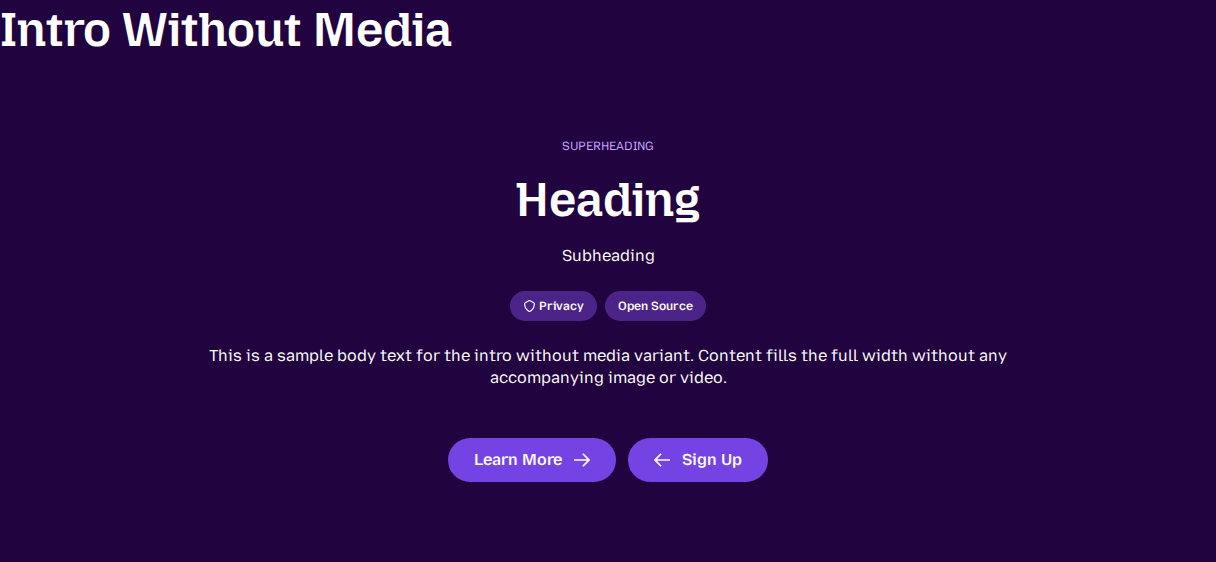 Intro Without Media
SUPERHEADING
Heading
Subheading
Privacy
Open Source
This is a sample body text for the intro without media variant. Content fills the full width without any
accompanying image or video.
Learn More
Sign Up